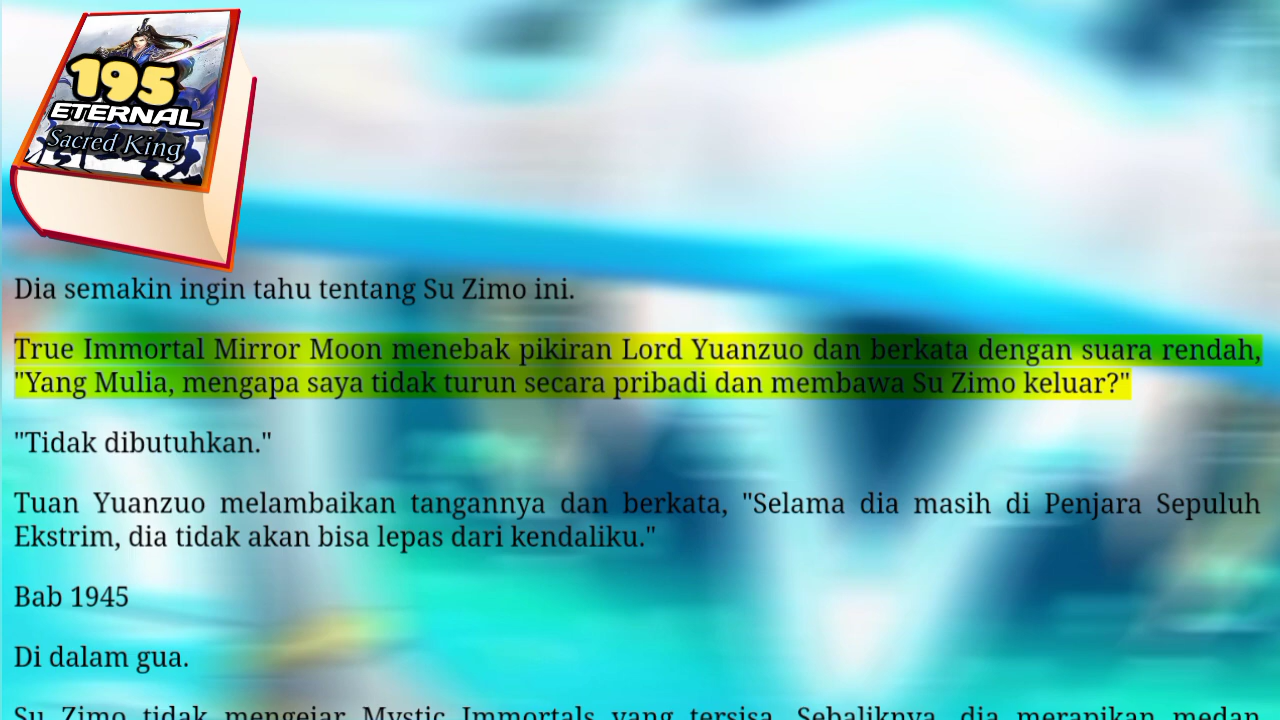 195
ETERNAL
Sacred King
Dia semakin ingin tahu tentang Su Zimo ini.
True Immortal Mirror Moon menebak pikiran Lord Yuanzuo dan berkata dengan suara rendah,
"Yang Mulia, mengapa saya tidak turun secara pribadi dan membawa Su Zimo keluar?"
"Tidak dibutuhkan."
Tuan Yuanzuo melambaikan tangannya dan berkata, "Selama dia masih di Penjara Sepuluh
Ekstrim, dia tidak akan bisa lepas dari kendaliku."
Bab 1945
Di dalam gua.
Su Zimo tidak mengejar Mystic Immortals yang tersisa. Sebaliknya, dia merapikan medan